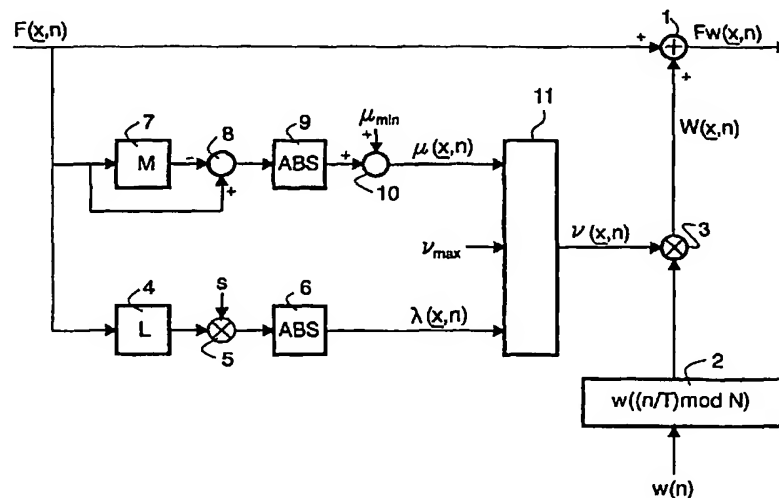 F(x,n)
1
+
+
Fw(x,n)
W(x,n)
7
M
8
-
+
9
ABS
μmin
+
+
10
μ(x,n)
11
νmax
ν(x,n)
3
4
L
s
5
6
ABS
λ(x,n)
2
w((n/T)mod N)
w(n)